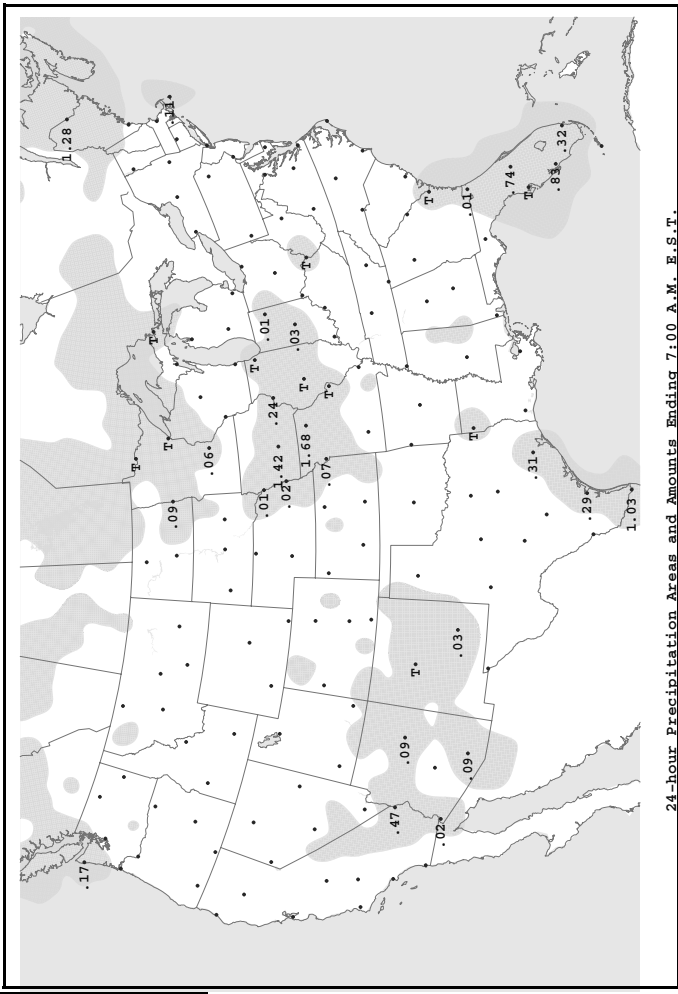 1.28
.17
T
T
T
.09
.06
T
.01
.01
.24
1.42
.02
.03
T
1.68
T
.07
T
.47
.09
T
T
.02
.03
.09
.01
T
.74
T
.31
.83
.32
.29
1.03
24-hour Precipitation Areas and Amounts Ending 7:00 A.M. E.S.T.